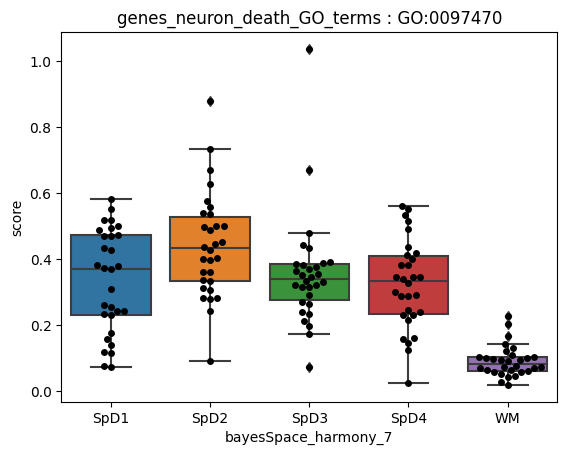 genes_neuron_death_GO_terms : GO:0097470
score
1.0
0.8
0.6
0.4
0.2
0.0
SpD1 SpD2 SpD3 SpD4 WM
bayesSpace_harmony_7